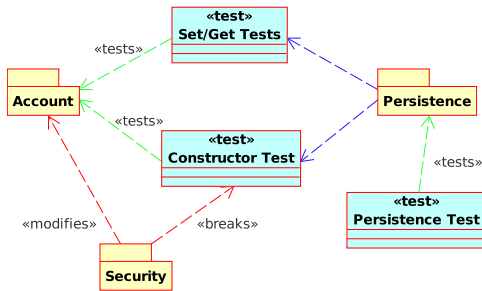 «test»
Set/Get Tests
«tests»
Account
Persistence
«tests»
«test»
Constructor Test
«tests»
«test»
Persistence Test
«modifies»
«breaks»
Security